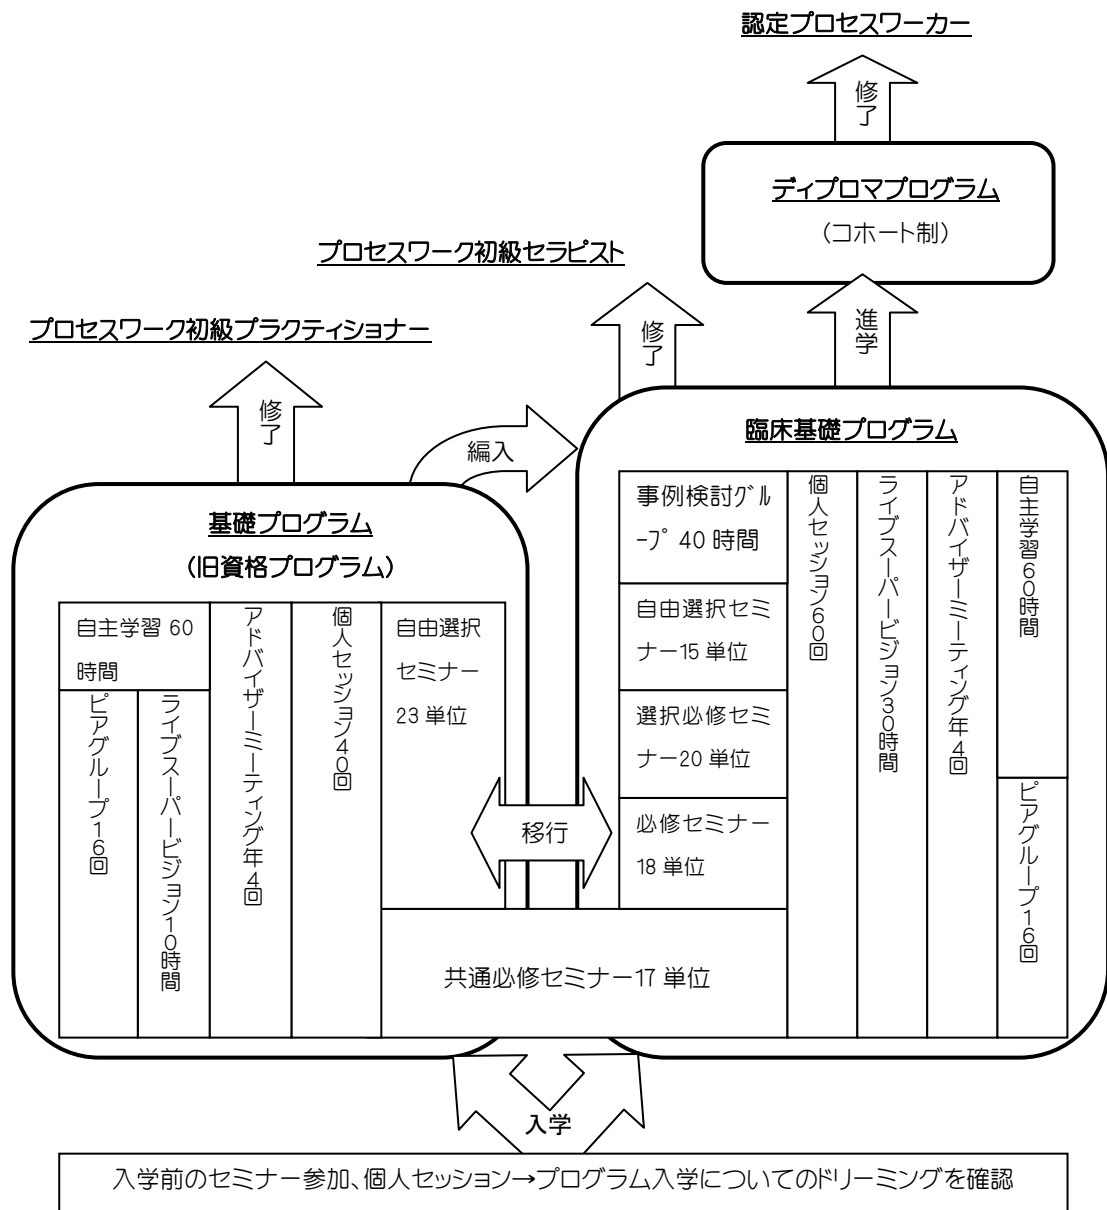 認定プロセスワーカー
修了
ディプロマプログラム
(コホート制)
プロセスワーク初級セラピスト
修了
進学
プロセスワーク初級プラクティショナー
修了
編入
臨床基礎プログラム
事例検討グル
ープ 40 時間
自由選択セミ
ナー15 単位
選択必修セミ
ナー20 単位
必修セミナー
18 単位
個人セッション60回
ライブスーパービジョン30時間
アドバイザーミーティング年4回
自主学習60時間
ピアグループ16回
基礎プログラム
(旧資格プログラム)
自主学習 60
時間
ピアグループ16回
ライブスーパービジョン10時間
アドバイザーミーティング年4回
個人セッション40回
自由選択
セミナー
23 単位
移行
共通必修セミナー17 単位
入学
入学前のセミナー参加、個人セッション→プログラム入学についてのドリーミングを確認